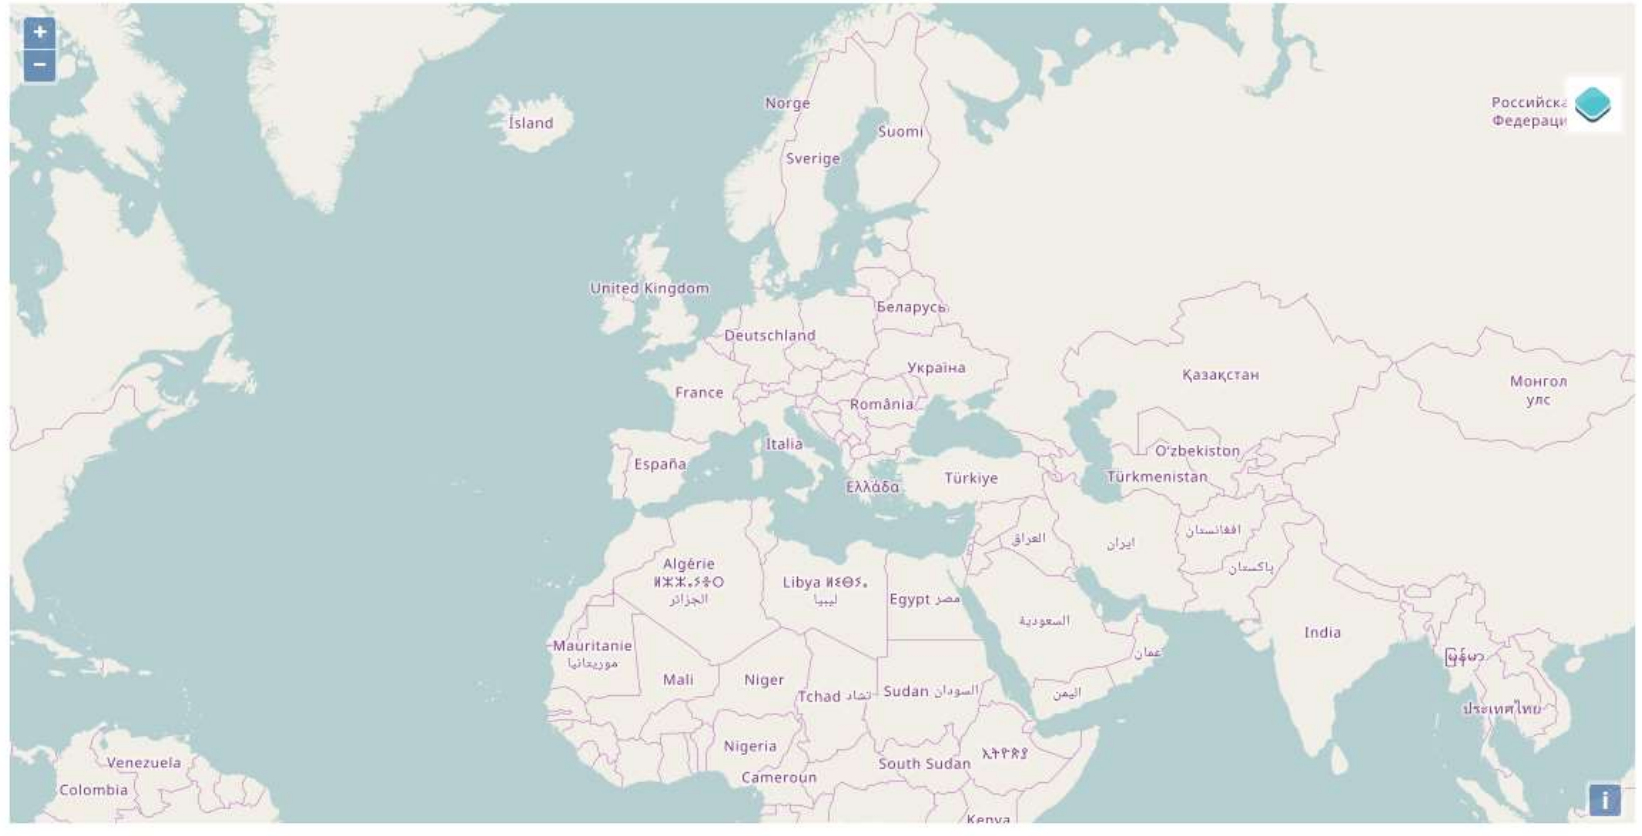 +
−
Norge
Российска
Федераци
Ísland
Suomi
Sverige
United Kingdom
Беларусь
Deutschland
Україна
Қазақстан
Монгол
улс
France
România
Italia
O‘zbekiston
España
Türkiye
Türkmenistan
Ελλάδα
افغانستان
العراق
ایران
Algérie
ⵍⵣⵣⴰⵢⴻⵔ
الجزائر
Libya ⵍⵉⴱⵢⴰ
ليبيا
پاکستان
Egypt مصر
السعودية
India
Mauritanie
موريتانيا
عمان
မြန်မာ
Mali
Niger
Tchad تشاد
Sudan السودان
اليمن
ประเทศไทย
Nigeria
ኢትዮጵያ
Venezuela
South Sudan
Cameroun
Colombia
i
Kenya